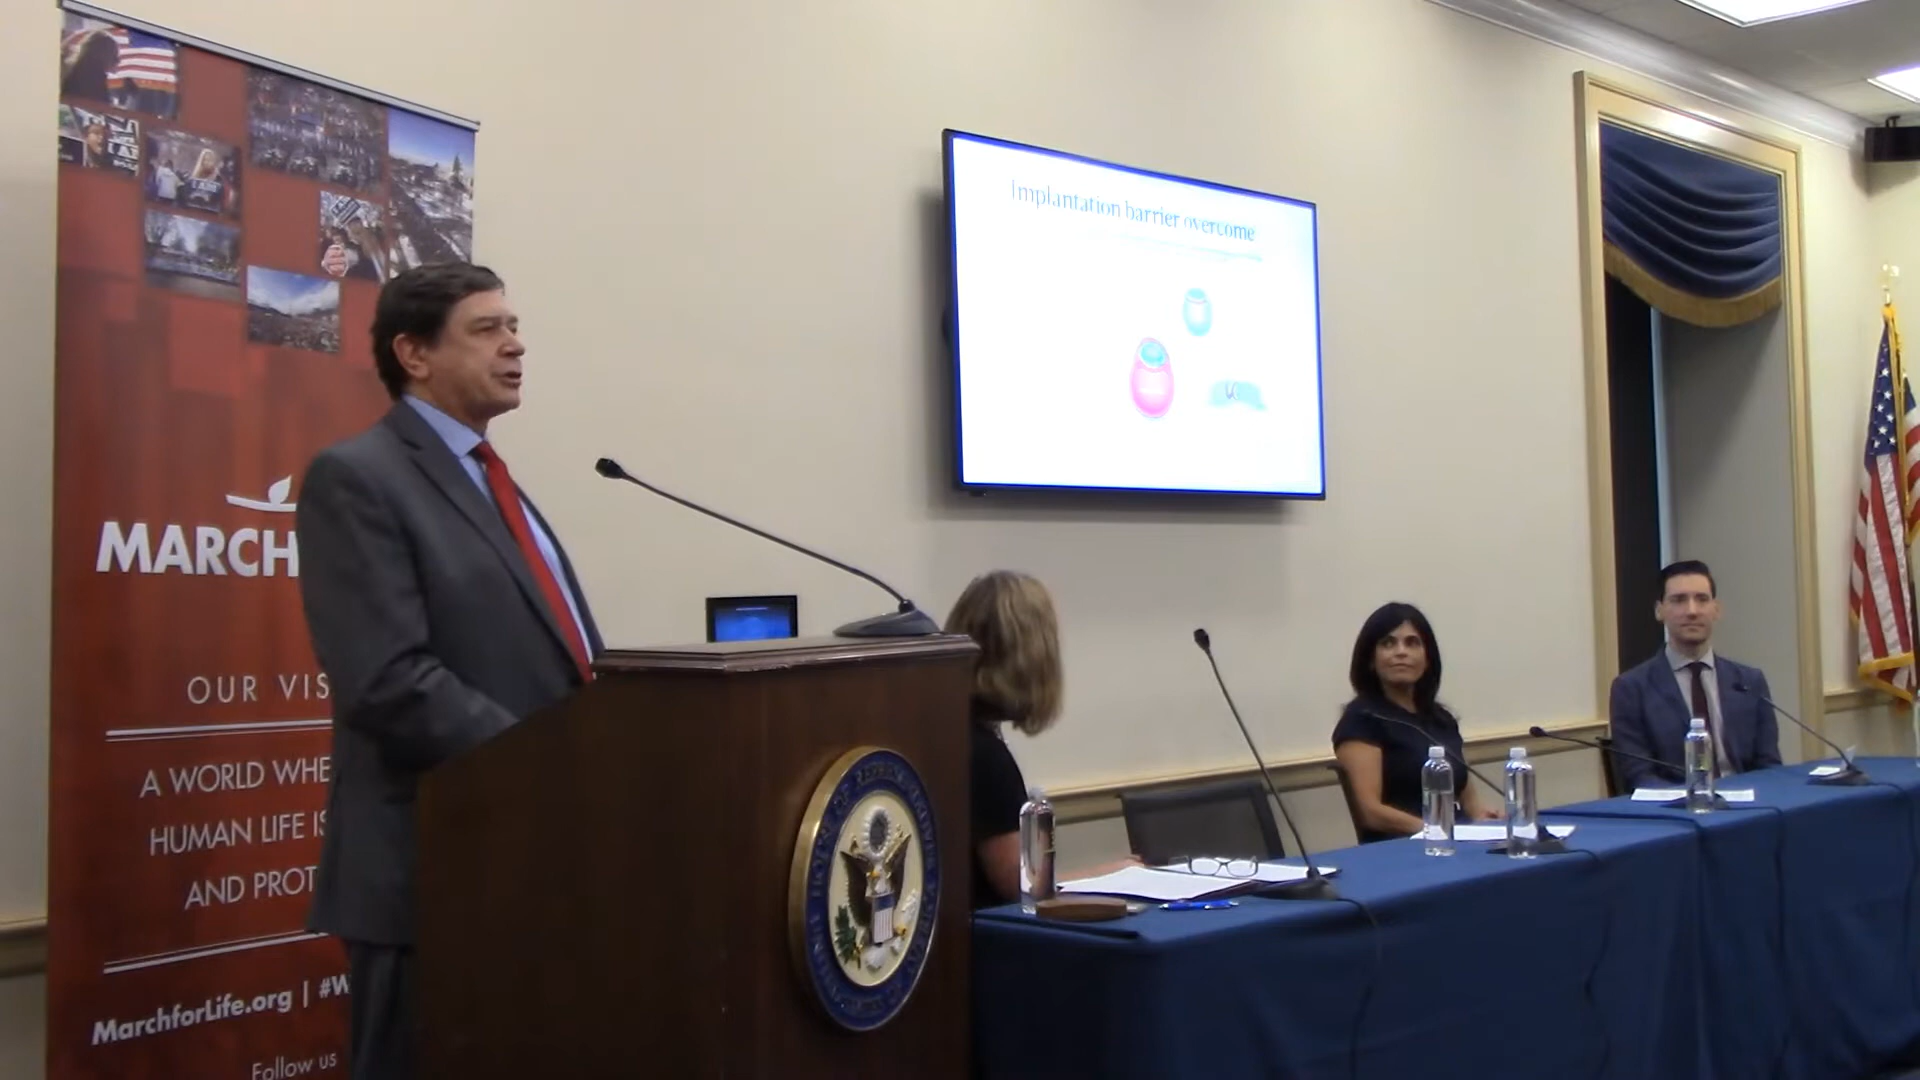 MARCH
OUR VIS
A WORLD WHE
HUMAN LIFE IS
AND PROT
MarchforLife.org | #W
Follow us
Implantation barrier overcome